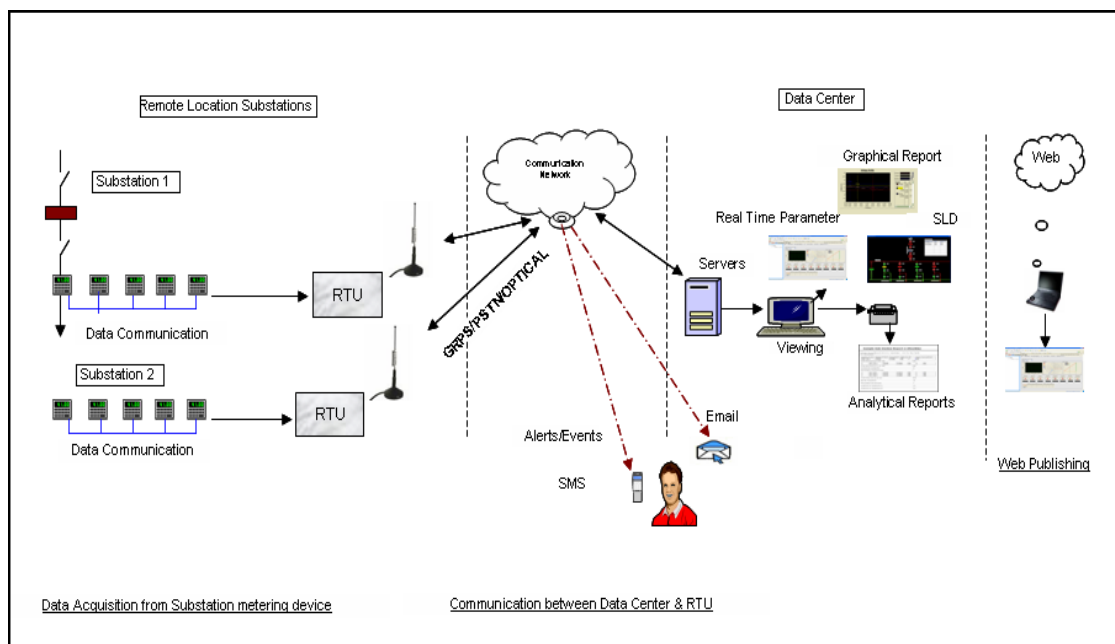 Remote Location Substations
Data Center
Communication
Network
Web
Graphical Report
Substation 1
Real Time Parameter
SLD
Servers
GRPS/PSTN/OPTICAL
RTU
Data Communication
Viewing
Substation 2
RTU
Analytical Reports
Email
Alerts/Events
Data Communication
Web Publishing
SMS
Data Acquisition from Substation metering device
Communication between Data Center & RTU